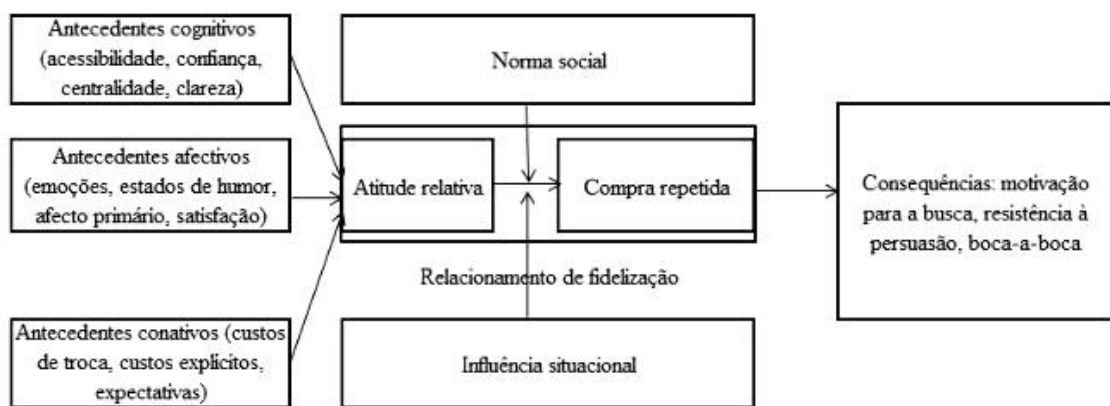 Antecedentes cognitivos
(acessibilidade, confiança,
centralidade, clareza)
Norma social
Antecedentes afectivos
(emoções, estados de humor,
afecto primário, satisfação)
Atitude relativa
Compra repetida
Consequências: motivação
para a busca, resistência à
persuasão, boca-a-boca
Relacionamento de fidelização
Antecedentes conativos (custos
de troca, custos explícitos,
expectativas)
Influência situacional